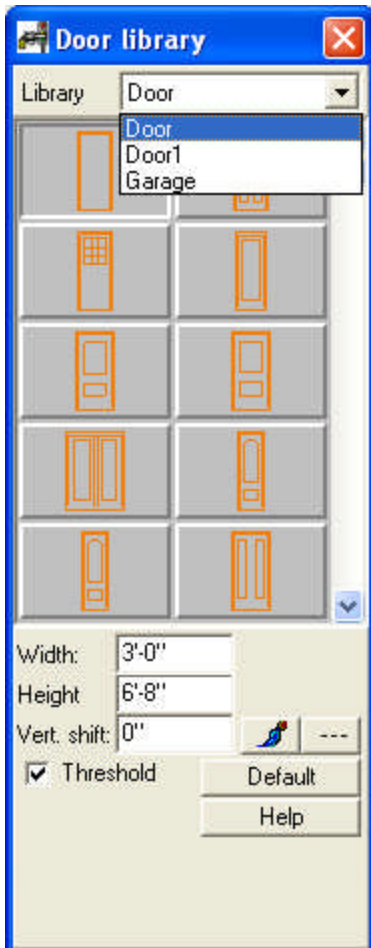 Door library
Library Door
Door
Door1
Garage
Width: 3'-0"
Height 6'-8"
Vert. shift: 0" ---
Threshold Default
Help